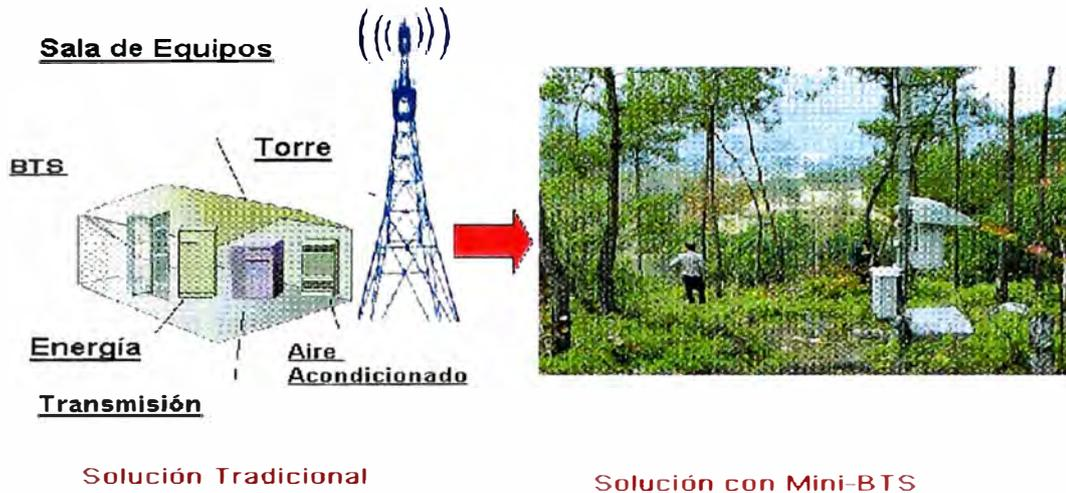 Sala de Equipos
Torre
BTS
Energía
Aire
Acondicionado
Transmisión
Solución Tradicional
Solución con Mini-BTS